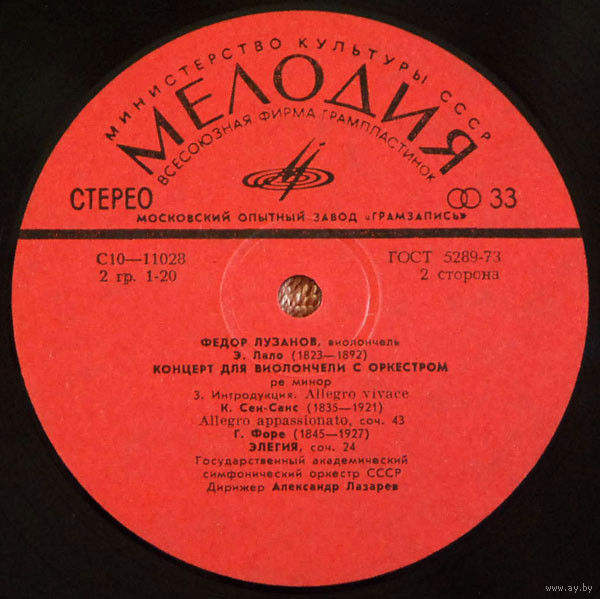 МИНИСТЕРСТВО КУЛЬТУРЫ СССР
МЕЛОДИЯ
ВСЕСОЮЗНАЯ ФИРМА ГРАМПЛАСТИНОК
СТЕРЕО
33
МОСКОВСКИЙ ОПЫТНЫЙ ЗАВОД «ГРАМЗАПИСЬ»
С10—11028
ГОСТ 5289-73
2 гр. 1-20
2 сторона
ФЕДОР ЛУЗАНОВ, виолончель
Э. Лало (1823—1892)
КОНЦЕРТ ДЛЯ ВИОЛОНЧЕЛИ С ОРКЕСТРОМ
ре минор
3. Интродукция. Allegro vivace
К. Сен-Санс (1835—1921)
Allegro appassionato, соч. 43
Г. Форе (1845—1927)
ЭЛЕГИЯ, соч. 24
Государственный академический
симфонический оркестр СССР
Дирижер Александр Лазарев
www.ay.by